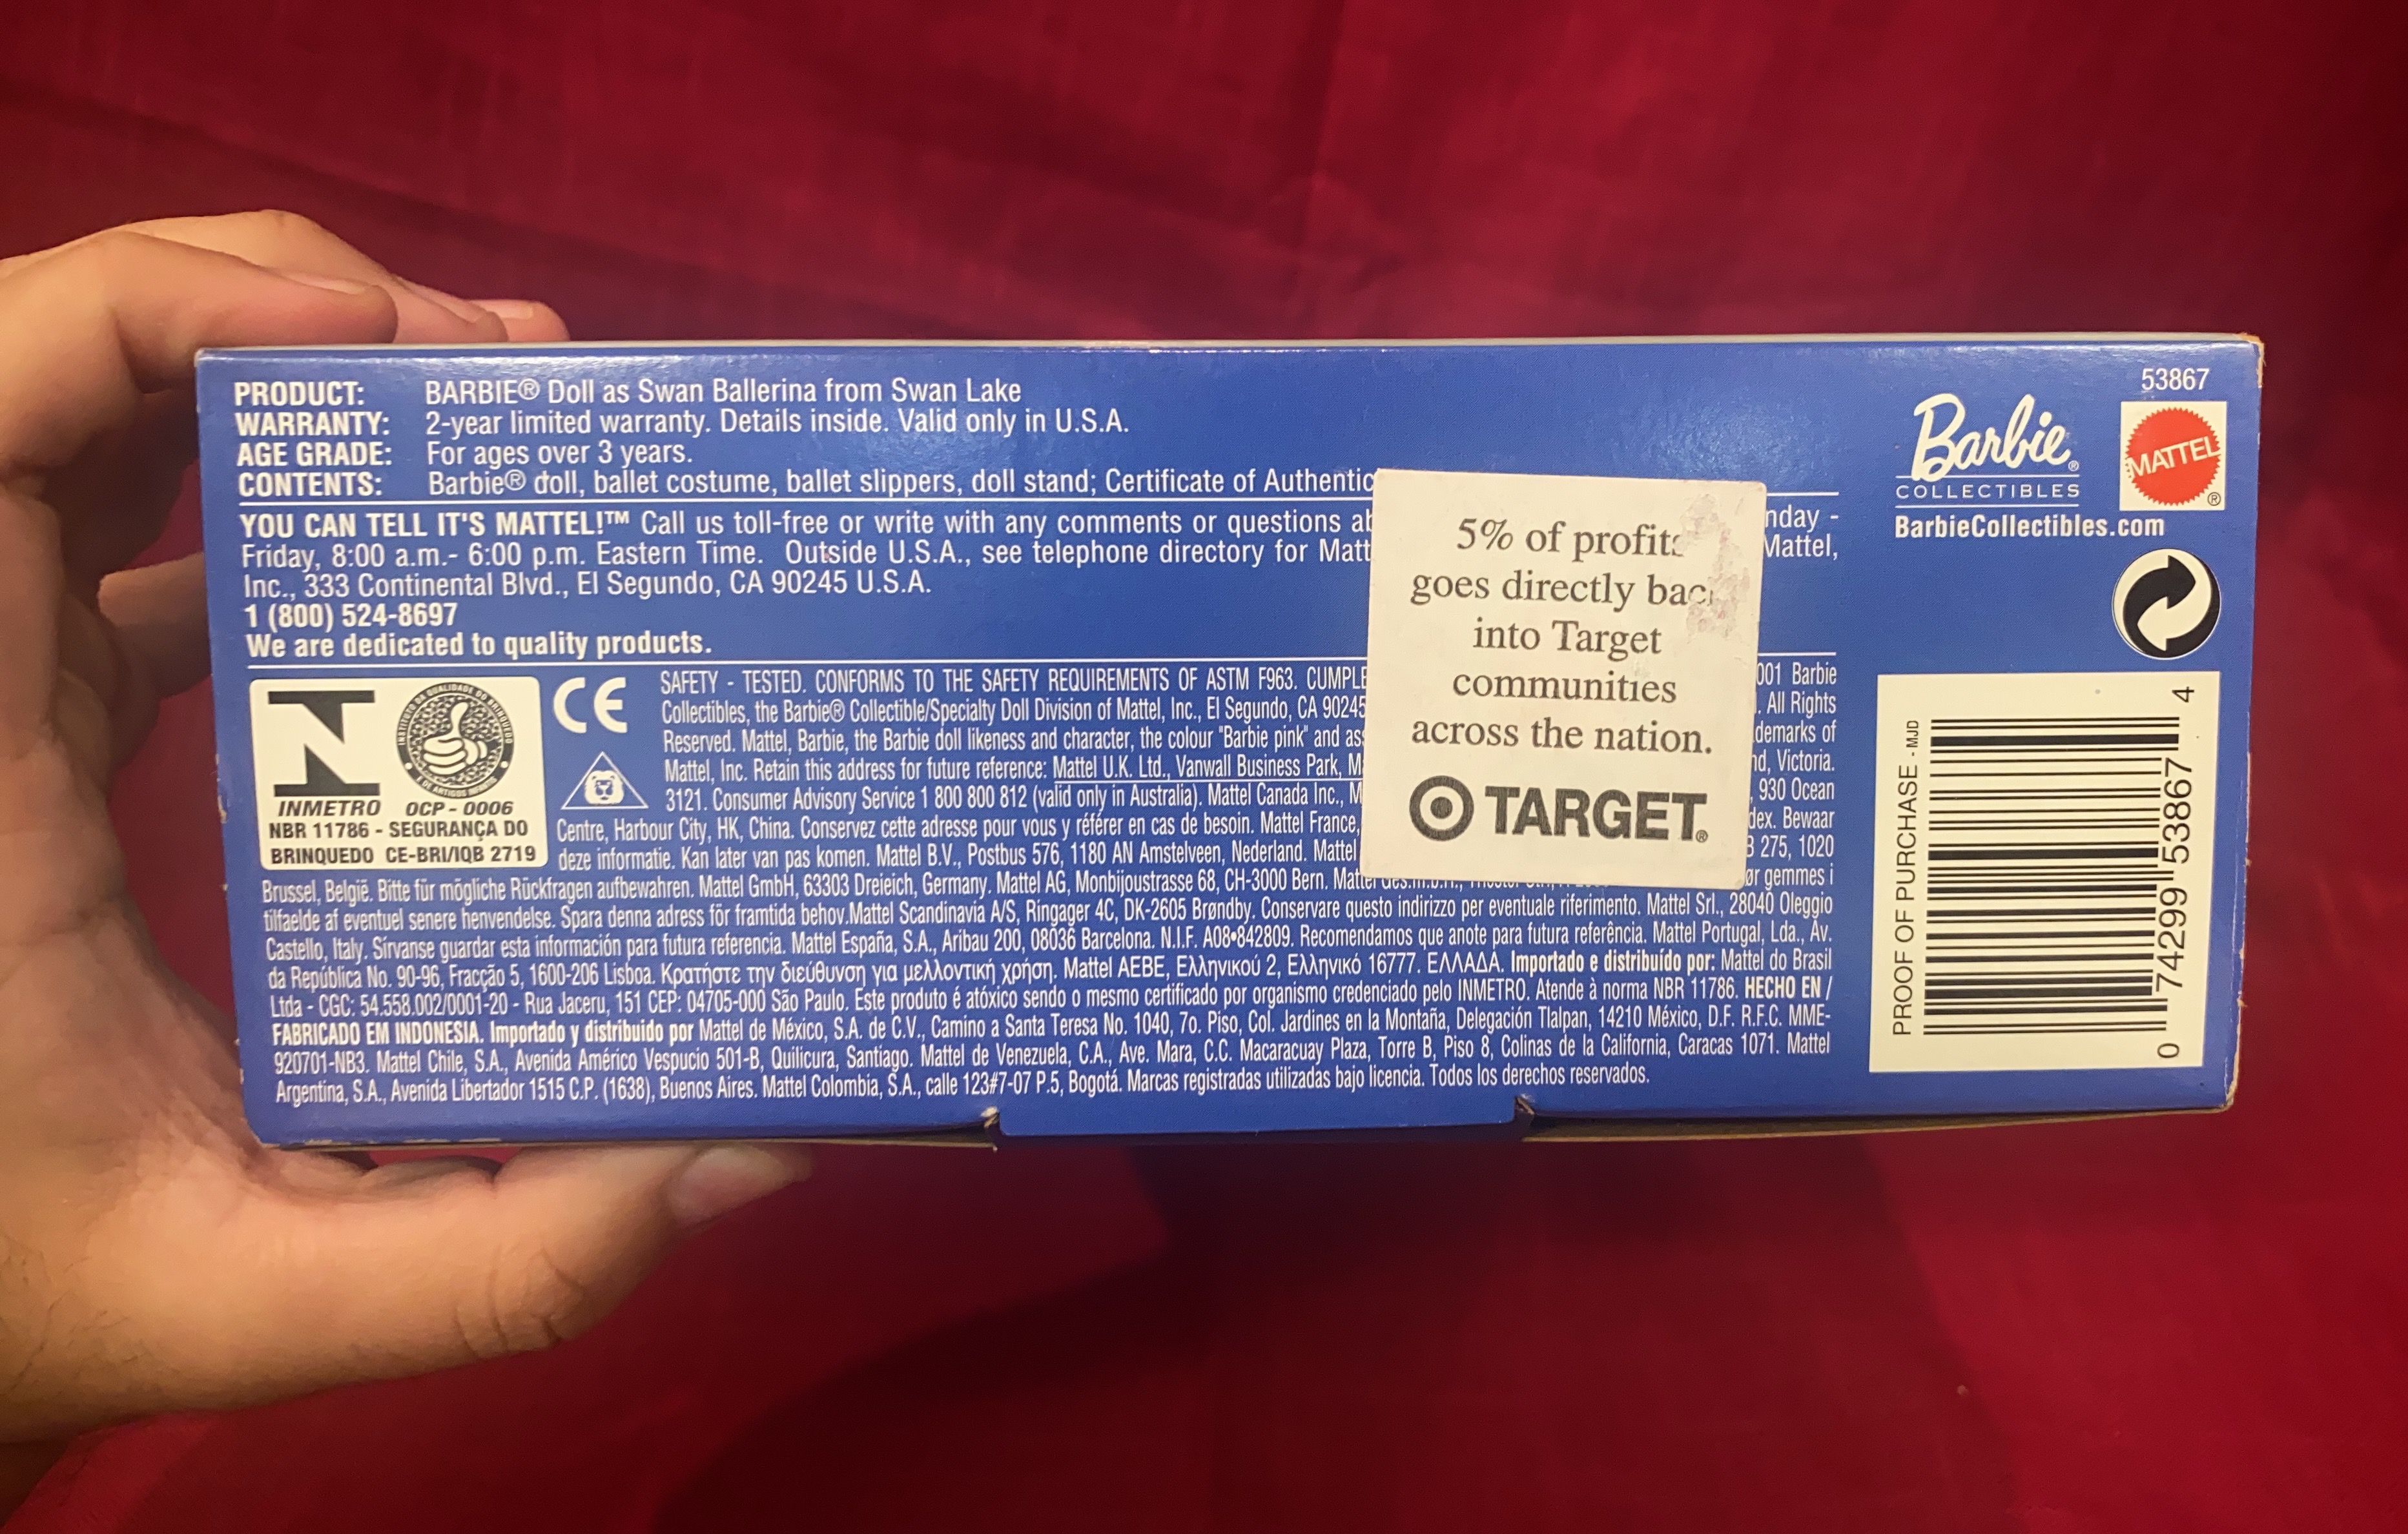 PRODUCT: BARBIE® Doll as Swan Ballerina from Swan Lake
WARRANTY: 2-year limited warranty. Details inside. Valid only in U.S.A.
AGE GRADE: For ages over 3 years.
CONTENTS: Barbie® doll, ballet costume, ballet slippers, doll stand; Certificate of Authentic
YOU CAN TELL IT'S MATTEL!™ Call us toll-free or write with any comments or questions ab nday -
Friday, 8:00 a.m.- 6:00 p.m. Eastern Time. Outside U.S.A., see telephone directory for Matt Mattel,
Inc., 333 Continental Blvd., El Segundo, CA 90245 U.S.A.
1 (800) 524-8697
We are dedicated to quality products.
INMETRO OCP - 0006
NBR 11786 - SEGURANÇA DO
BRINQUEDO CE-BRI/IQB 2719
CE
SAFETY - TESTED. CONFORMS TO THE SAFETY REQUIREMENTS OF ASTM F963. CUMPLE 001 Barbie
Collectibles, the Barbie® Collectible/Specialty Doll Division of Mattel, Inc., El Segundo, CA 90245 . All Rights
Reserved. Mattel, Barbie, the Barbie doll likeness and character, the colour "Barbie pink" and as demarks of
Mattel, Inc. Retain this address for future reference: Mattel U.K. Ltd., Vanwall Business Park, M nd, Victoria.
3121. Consumer Advisory Service 1 800 800 812 (valid only in Australia). Mattel Canada Inc., M , 930 Ocean
Centre, Harbour City, HK, China. Conservez cette adresse pour vous y référer en cas de besoin. Mattel France, dex. Bewaar
deze informatie. Kan later van pas komen. Mattel B.V., Postbus 576, 1180 AN Amstelveen, Nederland. Mattel 275, 1020
Brussel, België. Bitte für mögliche Rückfragen aufbewahren. Mattel GmbH, 63303 Dreieich, Germany. Mattel AG, Monbijoustrasse 68, CH-3000 Bern. Mattel ør gemmes i
tilfaelde af eventuel senere henvendelse. Spara denna adress för framtida behov.Mattel Scandinavia A/S, Ringager 4C, DK-2605 Brøndby. Conservare questo indirizzo per eventuale riferimento. Mattel Srl., 28040 Oleggio
Castello, Italy. Sírvanse guardar esta información para futura referencia. Mattel España, S.A., Aribau 200, 08036 Barcelona. N.I.F. A08•842809. Recomendamos que anote para futura referência. Mattel Portugal, Lda., Av.
da República No. 90-96, Fracção 5, 1600-206 Lisboa. Κρατήστε την διεύθυνση για μελλοντική χρήση. Mattel AEBE, Ελληνικού 2, Ελληνικό 16777. ΕΛΛΑΔΑ. Importado e distribuído por: Mattel do Brasil
Ltda - CGC: 54.558.002/0001-20 - Rua Jaceru, 151 CEP: 04705-000 São Paulo. Este produto é atóxico sendo o mesmo certificado por organismo credenciado pelo INMETRO. Atende à norma NBR 11786. HECHO EN /
FABRICADO EM INDONESIA. Importado y distribuido por Mattel de México, S.A. de C.V., Camino a Santa Teresa No. 1040, 7o. Piso, Col. Jardines en la Montaña, Delegación Tlalpan, 14210 México, D.F. R.F.C. MME-
920701-NB3. Mattel Chile, S.A., Avenida Américo Vespucio 501-B, Quilicura, Santiago. Mattel de Venezuela, C.A., Ave. Mara, C.C. Macaracuay Plaza, Torre B, Piso 8, Colinas de la California, Caracas 1071. Mattel
Argentina, S.A., Avenida Libertador 1515 C.P. (1638), Buenos Aires. Mattel Colombia, S.A., calle 123#7-07 P.5, Bogotá. Marcas registradas utilizadas bajo licencia. Todos los derechos reservados.
5% of profits
goes directly back
into Target
communities
across the nation.
TARGET®
53867
Barbie®
COLLECTIBLES
MATTEL®
BarbieCollectibles.com
PROOF OF PURCHASE - MJD
0 74299 53867 4